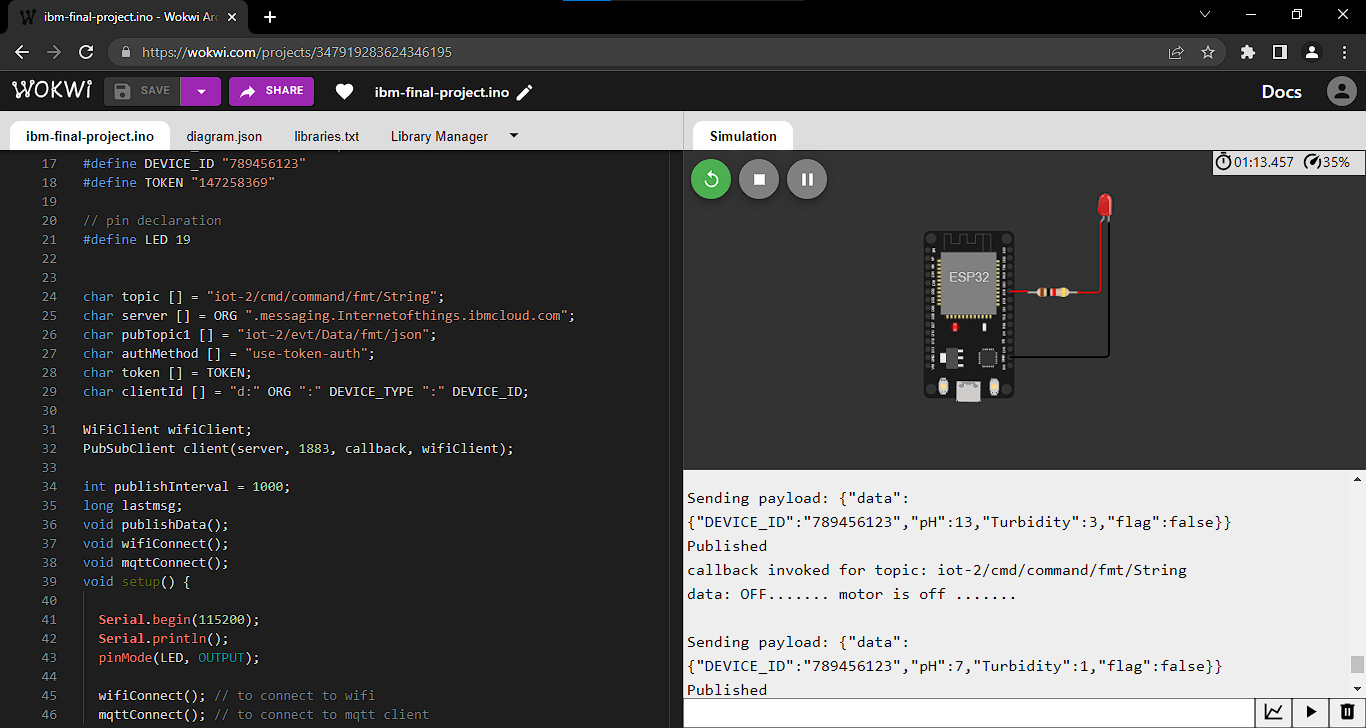 ibm-final-project.ino - Wokwi Ar
https://wokwi.com/projects/347919283624346195
WOKWI
SAVE
SHARE
ibm-final-project.ino
Docs
ibm-final-project.ino
diagram.json
libraries.txt
Library Manager
Simulation
17 #define DEVICE_ID "789456123"
18 #define TOKEN "147258369"
19
20 // pin declaration
21 #define LED 19
22
23
24 char topic [] = "iot-2/cmd/command/fmt/String";
25 char server [] = ORG ".messaging.Internetofthings.ibmcloud.com";
26 char pubTopic1 [] = "iot-2/evt/Data/fmt/json";
27 char authMethod [] = "use-token-auth";
28 char token [] = TOKEN;
29 char clientId [] = "d:" ORG ":" DEVICE_TYPE ":" DEVICE_ID;
30
31 WiFiClient wifiClient;
32 PubSubClient client(server, 1883, callback, wifiClient);
33
34 int publishInterval = 1000;
35 long lastmsg;
36 void publishData();
37 void wifiConnect();
38 void mqttConnect();
39 void setup() {
40
41 Serial.begin(115200);
42 Serial.println();
43 pinMode(LED, OUTPUT);
44
45 wifiConnect(); // to connect to wifi
46 mqttConnect(); // to connect to mqtt client
01:13.457 35%
ESP32
Sending payload: {"data":
{"DEVICE_ID":"789456123","pH":13,"Turbidity":3,"flag":false}}
Published
callback invoked for topic: iot-2/cmd/command/fmt/String
data: OFF....... motor is off .......
Sending payload: {"data":
{"DEVICE_ID":"789456123","pH":7,"Turbidity":1,"flag":false}}
Published